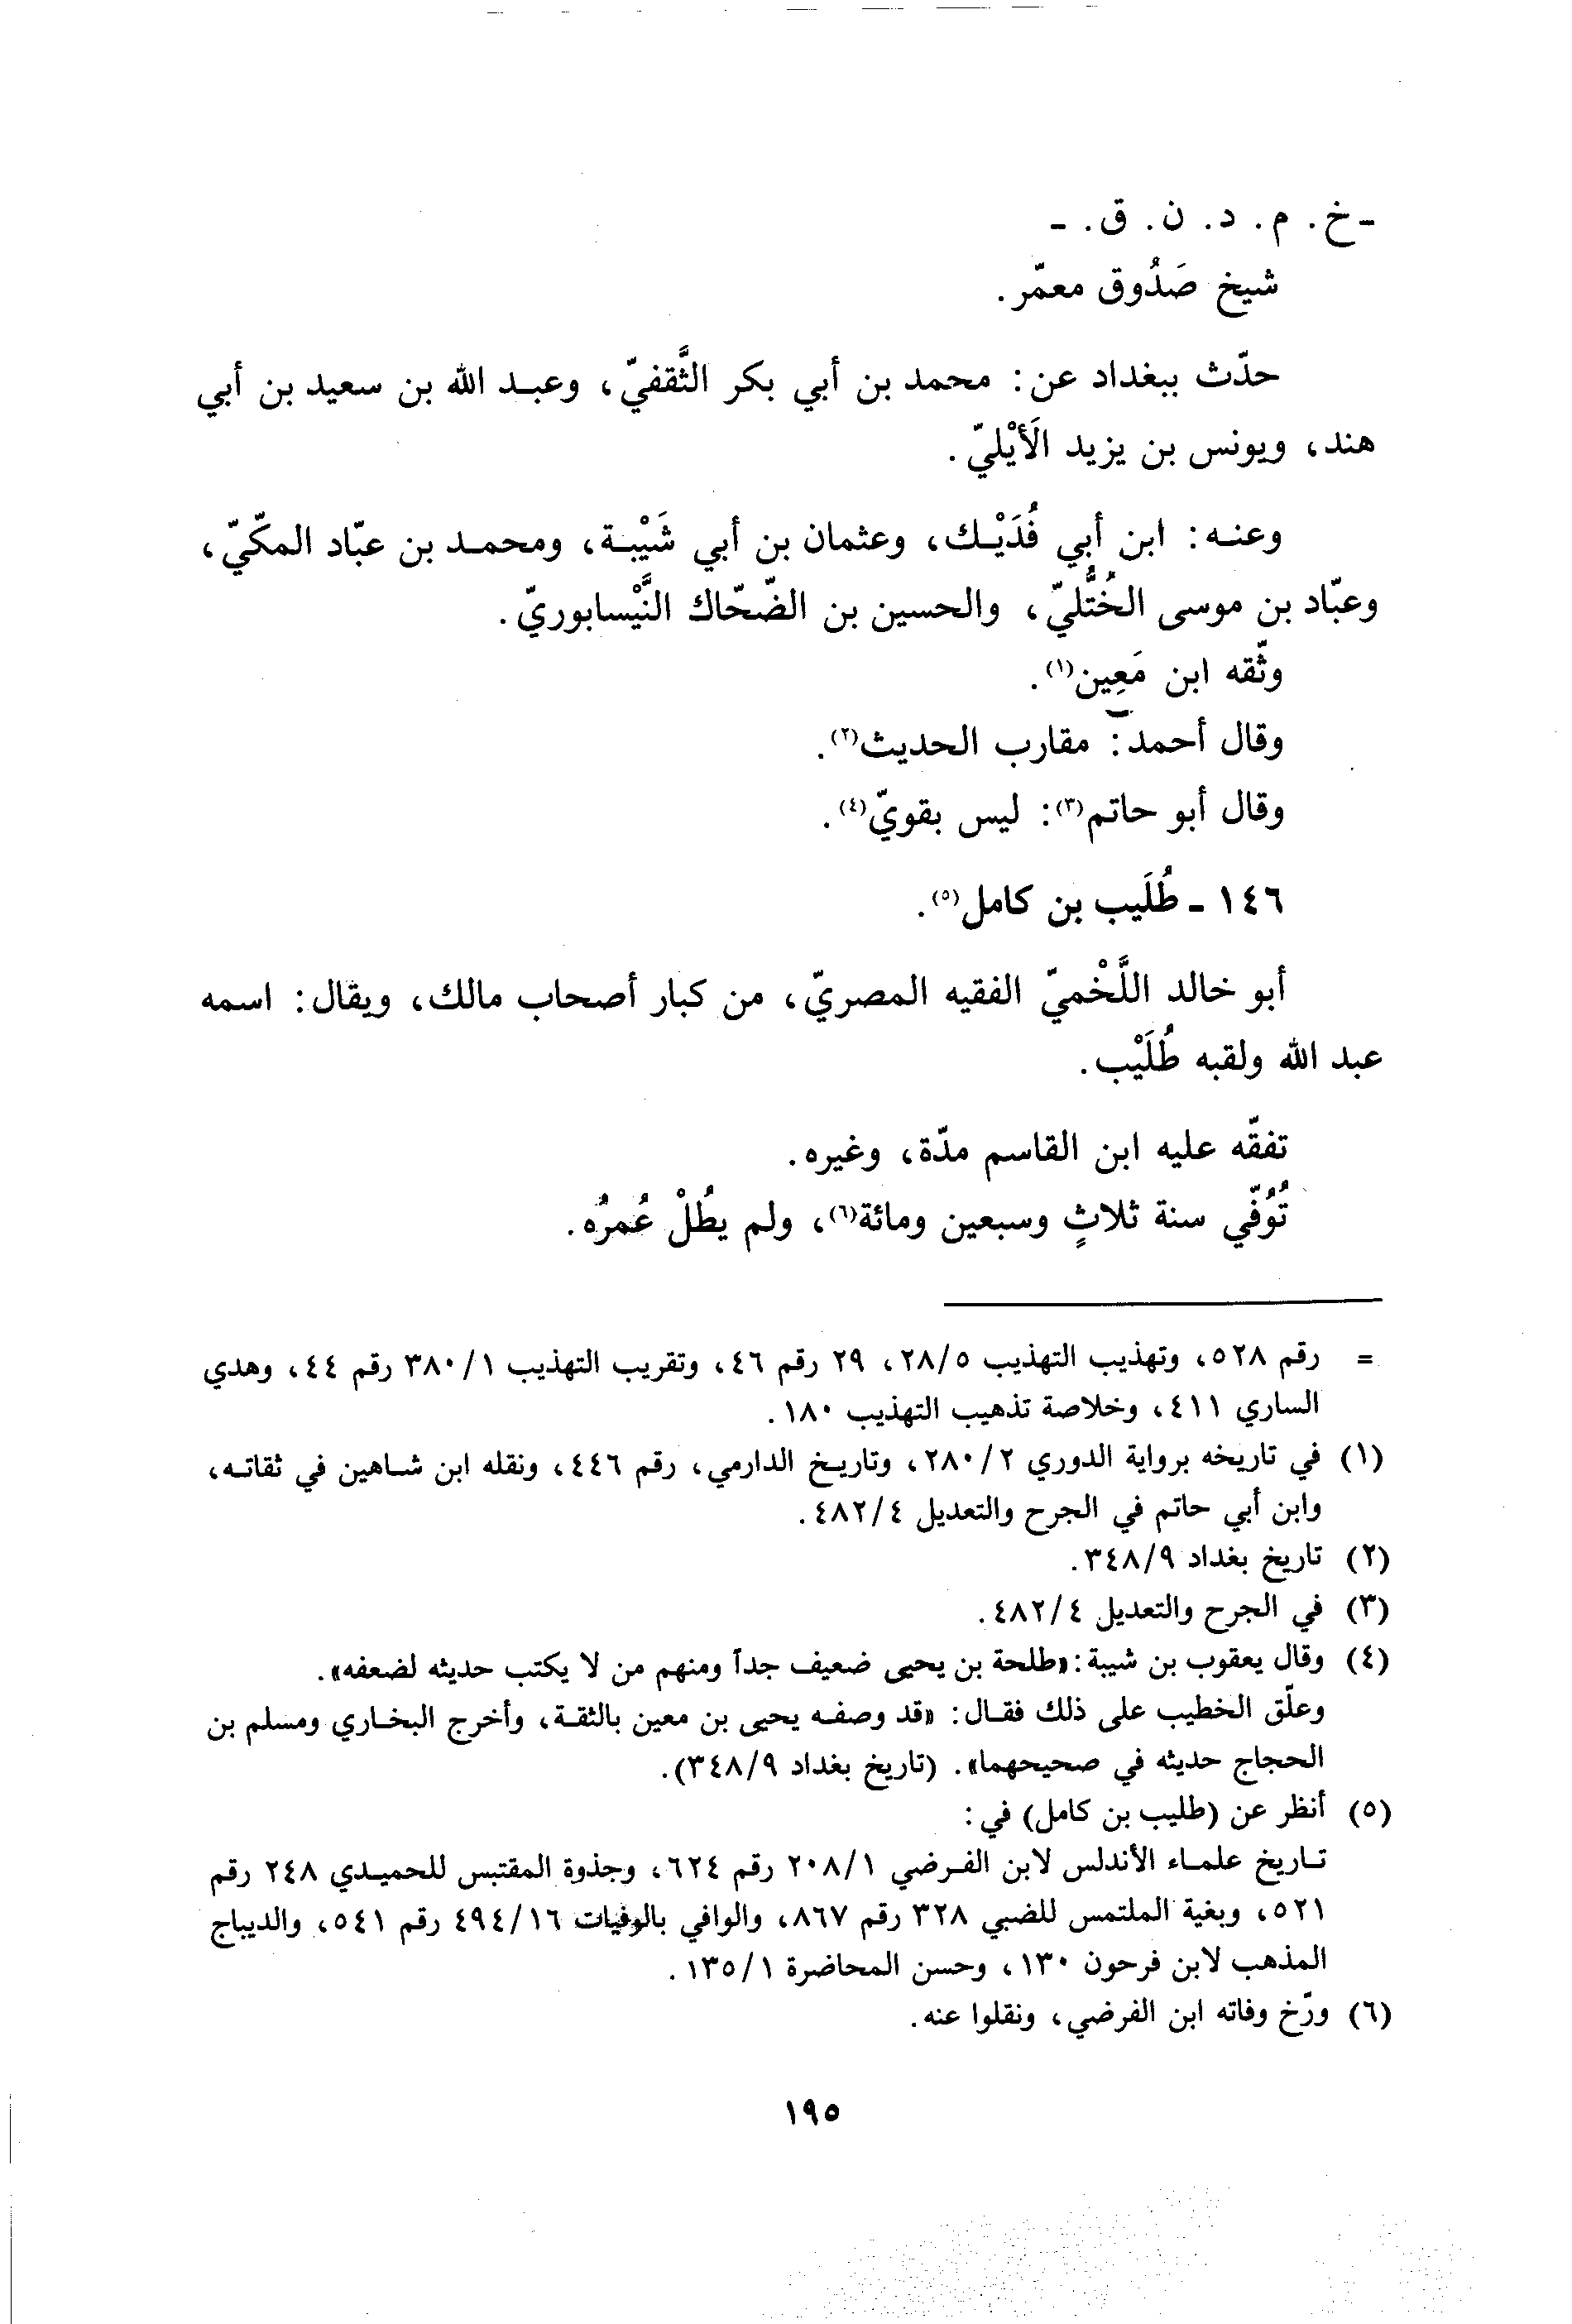 - خ. م. د. ن. ق. -
شيخ صَدُوق معمّر.
حدّث ببغداد عن: محمد بن أبي بكر الثَّقفيّ، وعبد الله بن سعيد بن أبي
هند، ويونس بن يزيد الَأيْليّ.
وعنه: ابن أبي فُدَيْك، وعثمان بن أبي شَيْبة، ومحمد بن عبّاد المكّيّ،
وعبّاد بن موسى الخُتُّليّ، والحسين بن الضّحّاك النَّيْسابوريّ.
وثّقه ابن مَعِين(١).
وقال أحمد: مقارب الحديث(٢).
وقال أبو حاتم(٣): ليس بقويّ(٤).
١٤٦ - طُلَيب بن كامل(٥).
أبو خالد اللَّخْميّ الفقيه المصريّ، من كبار أصحاب مالك، ويقال: اسمه
عبد الله ولقبه طُلَيْب.
تفقّه عليه ابن القاسم مدّة، وغيره.
تُوُفّي سنة ثلاثٍ وسبعين ومائة(٦)، ولم يطُلْ عُمرُه.
= رقم ٥٢٨، وتهذيب التهذيب ٢٨/٥، ٢٩ رقم ٤٦، وتقريب التهذيب ٣٨٠/١ رقم ٤٤، وهدي
الساري ٤١١، وخلاصة تذهيب التهذيب ١٨٠.
(١) في تاريخه برواية الدوري ٢٨٠/٢، وتاريخ الدارمي، رقم ٤٤٦، ونقله ابن شاهين في ثقاته،
وابن أبي حاتم في الجرح والتعديل ٤٨٢/٤.
(٢) تاريخ بغداد ٣٤٨/٩.
(٣) في الجرح والتعديل ٤٨٢/٤.
(٤) وقال يعقوب بن شيبة: «طلحة بن يحيى ضعيف جداً ومنهم من لا يكتب حديثه لضعفه».
وعلّق الخطيب على ذلك فقال: «قد وصفه يحيى بن معين بالثقة، وأخرج البخاري ومسلم بن
الحجاج حديثه في صحيحهما». (تاريخ بغداد ٣٤٨/٩).
(٥) أنظر عن (طليب بن كامل) في:
تاريخ علماء الأندلس لابن الفرضي ٢٠٨/١ رقم ٦٢٤، وجذوة المقتبس للحميدي ٢٤٨ رقم
٥٢١، وبغية الملتمس للضبي ٣٢٨ رقم ٨٦٧، والوافي بالوفيات ٤٩٤/١٦ رقم ٥٤١، والديباج
المذهب لابن فرحون ١٣٠، وحسن المحاضرة ١٣٥/١.
(٦) ورّخ وفاته ابن الفرضي، ونقلوا عنه.
١٩٥